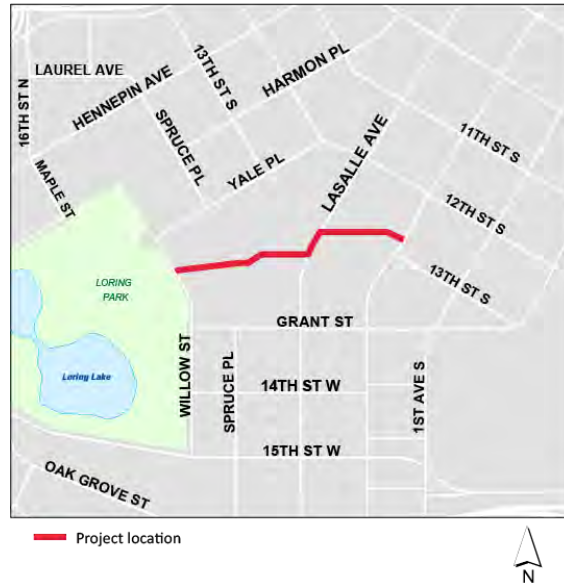 16TH ST N
LAUREL AVE
HENNEPIN AVE
13TH ST S
HARMON PL
SPRUCE PL
MAPLE ST
YALE PL
LASALLE AVE
11TH ST S
12TH ST S
13TH ST S
LORING
PARK
Loring Lake
GRANT ST
WILLOW ST
SPRUCE PL
14TH ST W
1ST AVE S
15TH ST W
OAK GROVE ST
Project location
N